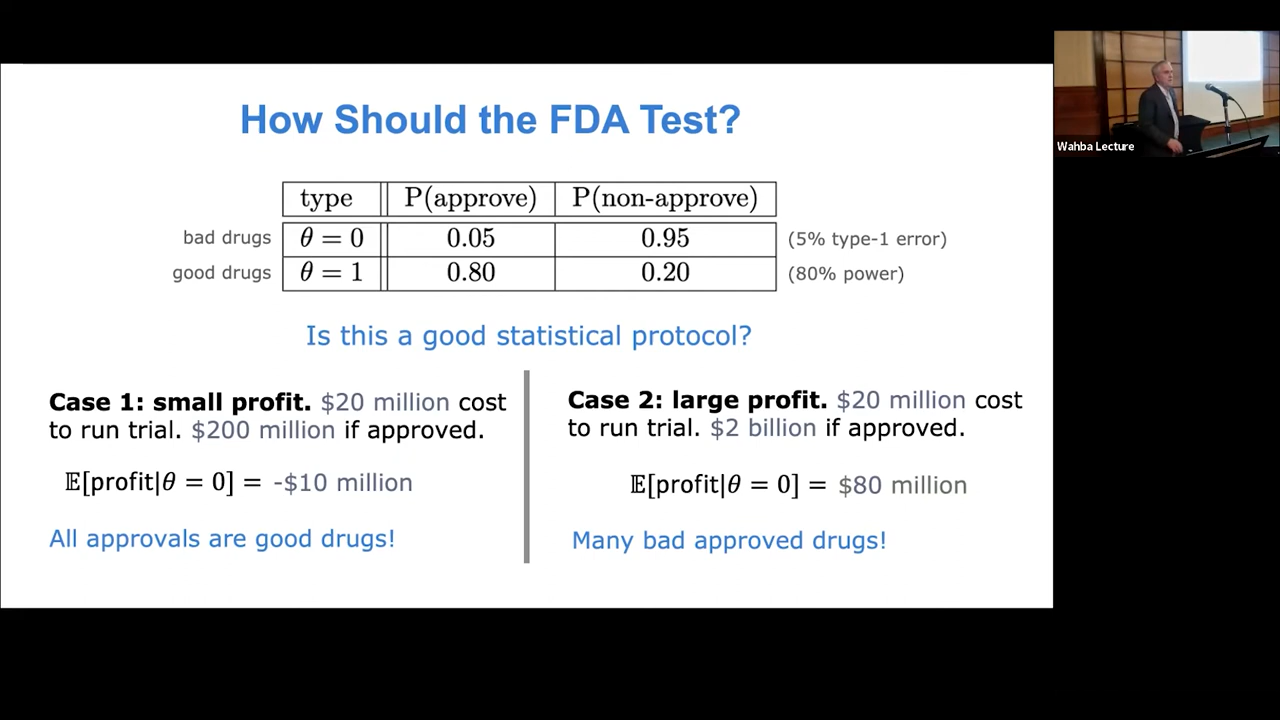 How Should the FDA Test?
type P(approve) P(non-approve)
bad drugs θ = 0 0.05 0.95 (5% type-1 error)
good drugs θ = 1 0.80 0.20 (80% power)
Is this a good statistical protocol?
Case 1: small profit. $20 million cost
to run trial. $200 million if approved.
𝔼[profit|θ = 0] = -$10 million
All approvals are good drugs!
Case 2: large profit. $20 million cost
to run trial. $2 billion if approved.
𝔼[profit|θ = 0] = $80 million
Many bad approved drugs!
Wahba Lecture